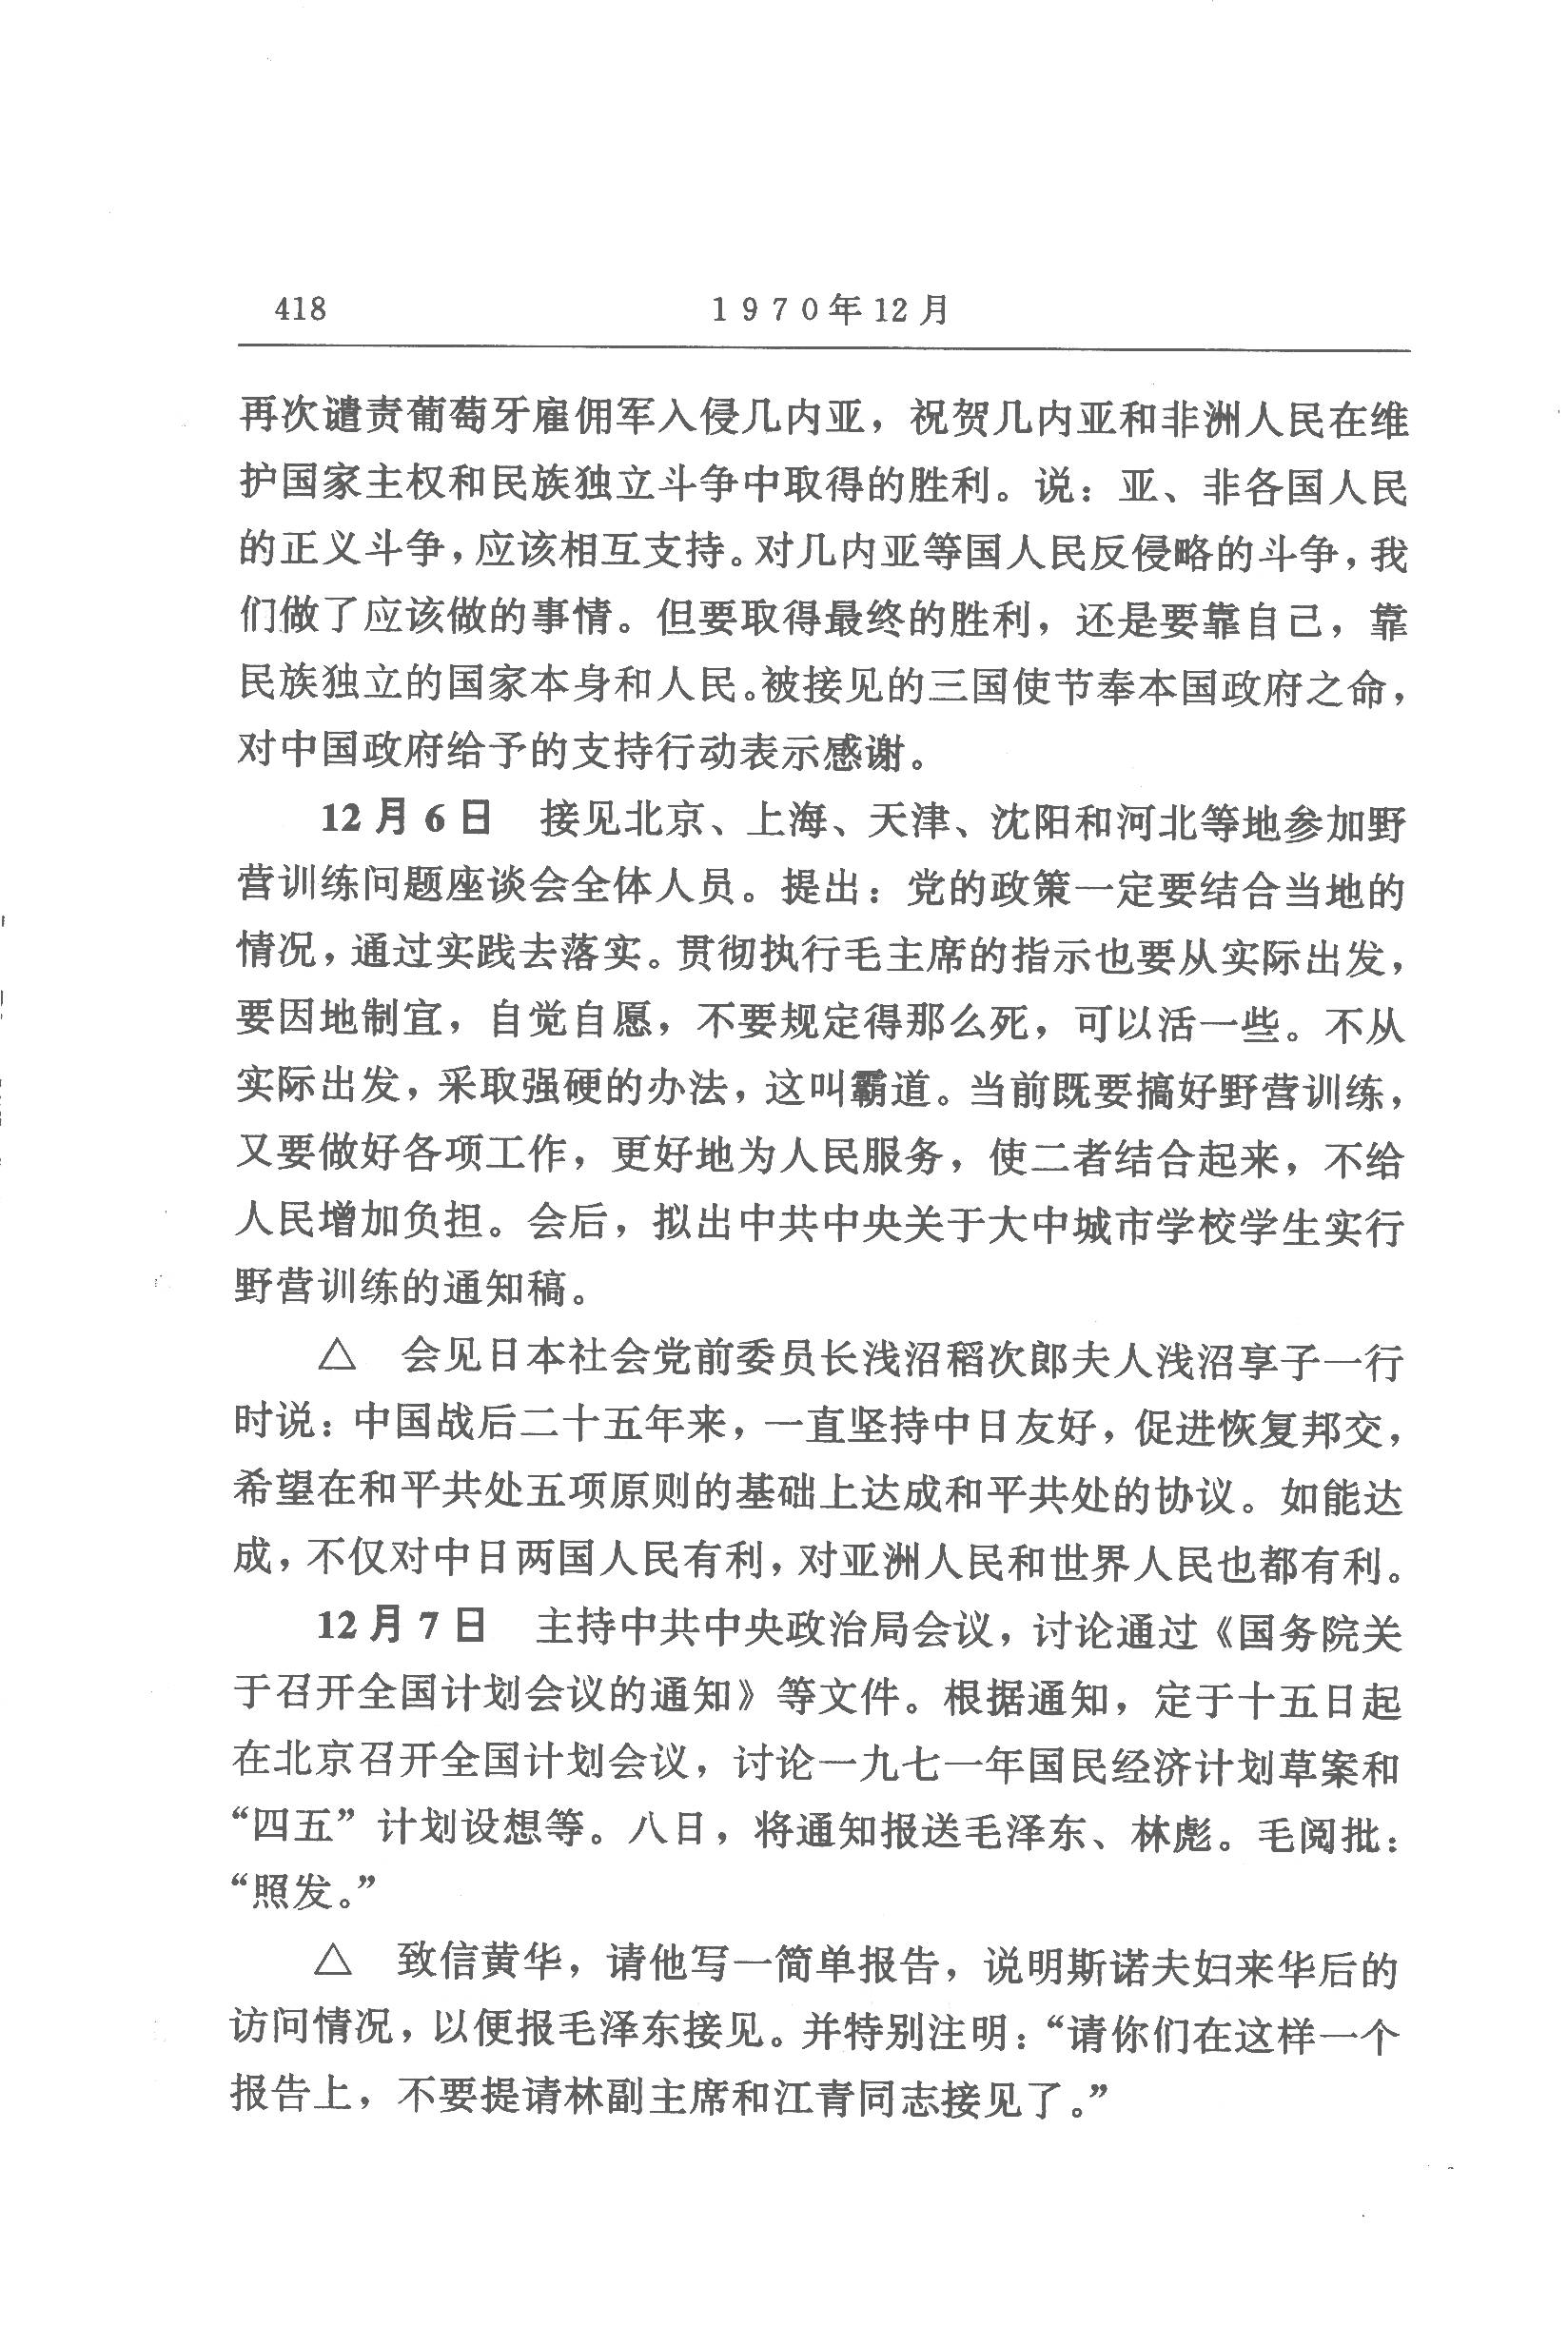 418 1970年12月
再次谴责葡萄牙雇佣军入侵几内亚，祝贺几内亚和非洲人民在维
护国家主权和民族独立斗争中取得的胜利。说：亚、非各国人民
的正义斗争，应该相互支持。对几内亚等国人民反侵略的斗争，我
们做了应该做的事情。但要取得最终的胜利，还是要靠自己，靠
民族独立的国家本身和人民。被接见的三国使节奉本国政府之命，
对中国政府给予的支持行动表示感谢。
12月6日 接见北京、上海、天津、沈阳和河北等地参加野
营训练问题座谈会全体人员。提出：党的政策一定要结合当地的
情况，通过实践去落实。贯彻执行毛主席的指示也要从实际出发，
要因地制宜，自觉自愿，不要规定得那么死，可以活一些。不从
实际出发，采取强硬的办法，这叫霸道。当前既要搞好野营训练，
又要做好各项工作，更好地为人民服务，使二者结合起来，不给
人民增加负担。会后，拟出中共中央关于大中城市学校学生实行
野营训练的通知稿。
△ 会见日本社会党前委员长浅沼稻次郎夫人浅沼享子一行
时说：中国战后二十五年来，一直坚持中日友好，促进恢复邦交，
希望在和平共处五项原则的基础上达成和平共处的协议。如能达
成，不仅对中日两国人民有利，对亚洲人民和世界人民也都有利。
12月7日 主持中共中央政治局会议，讨论通过《国务院关
于召开全国计划会议的通知》等文件。根据通知，定于十五日起
在北京召开全国计划会议，讨论一九七一年国民经济计划草案和
“四五”计划设想等。八日，将通知报送毛泽东、林彪。毛阅批：
“照发。”
△ 致信黄华，请他写一简单报告，说明斯诺夫妇来华后的
访问情况，以便报毛泽东接见。并特别注明：“请你们在这样一个
报告上，不要提请林副主席和江青同志接见了。”